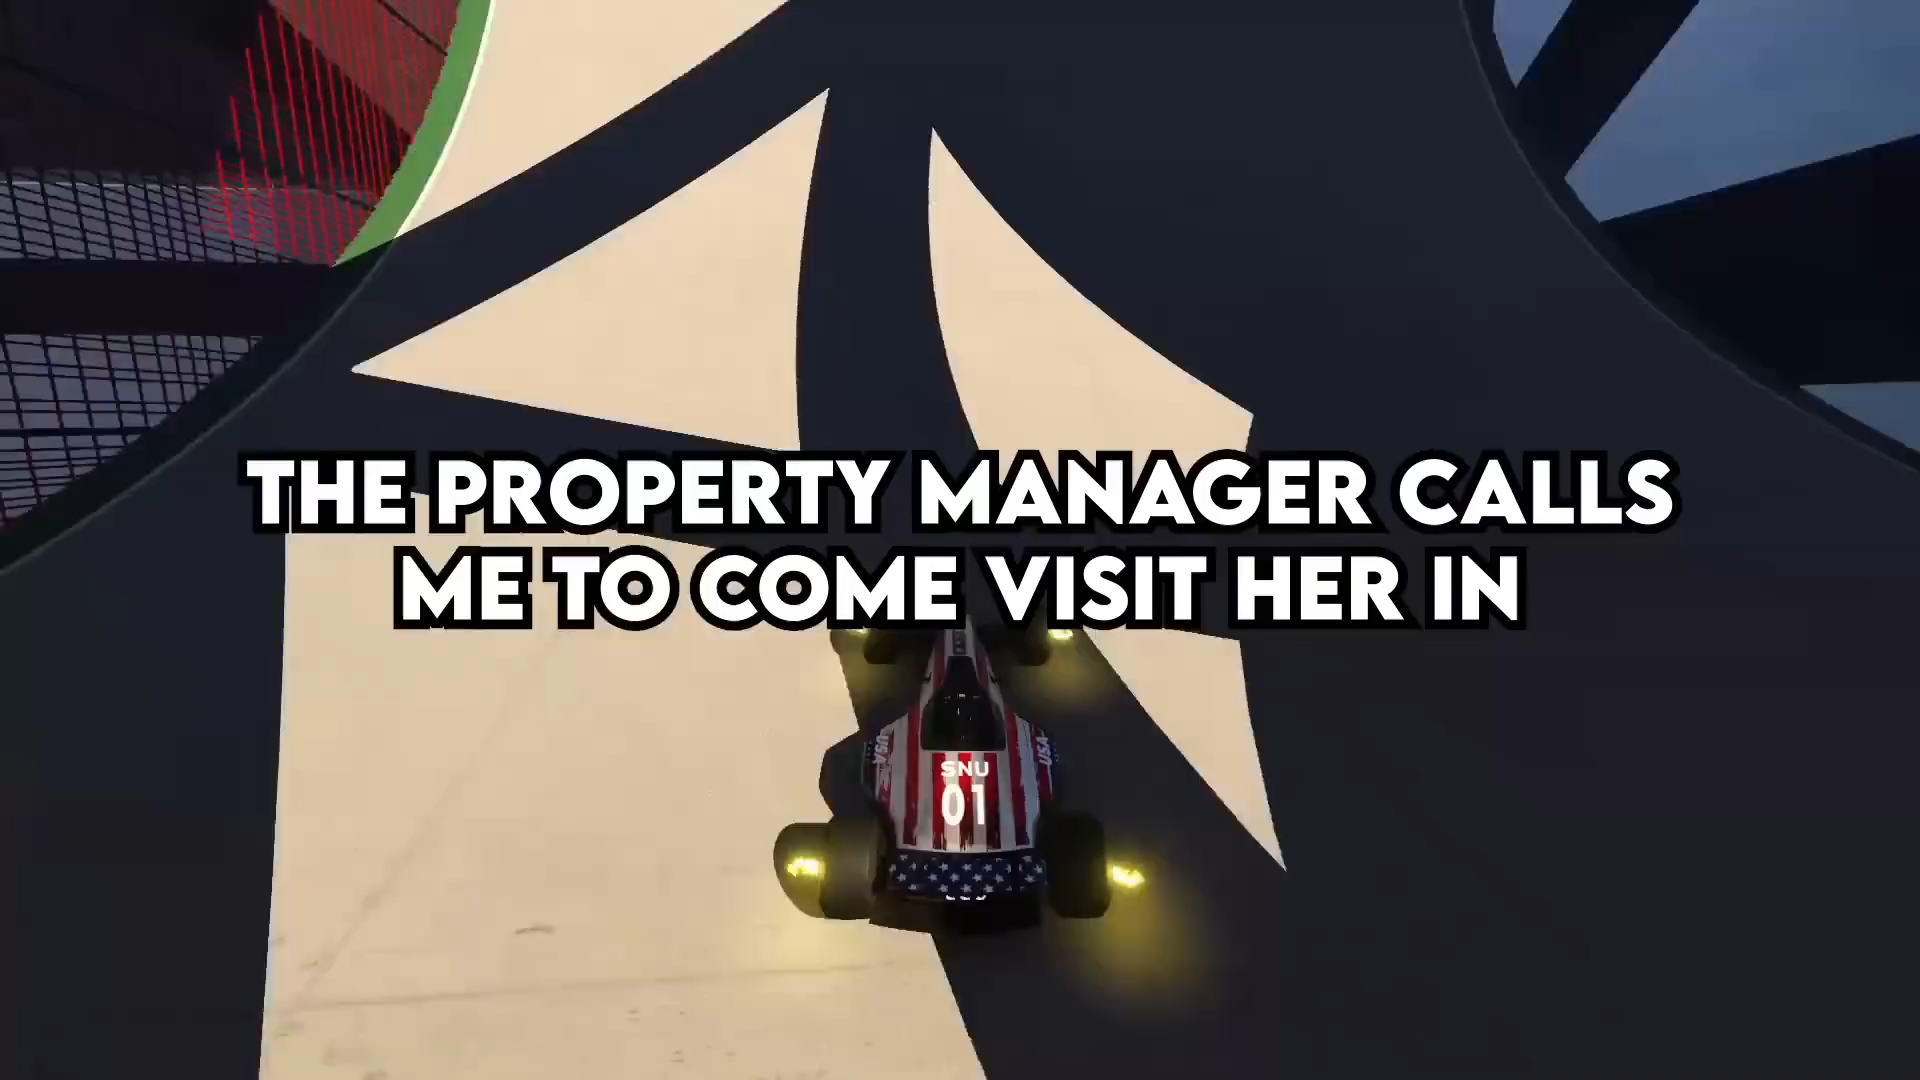 THE PROPERTY MANAGER CALLS
ME TO COME VISIT HER IN
USA
USA
SNU
01